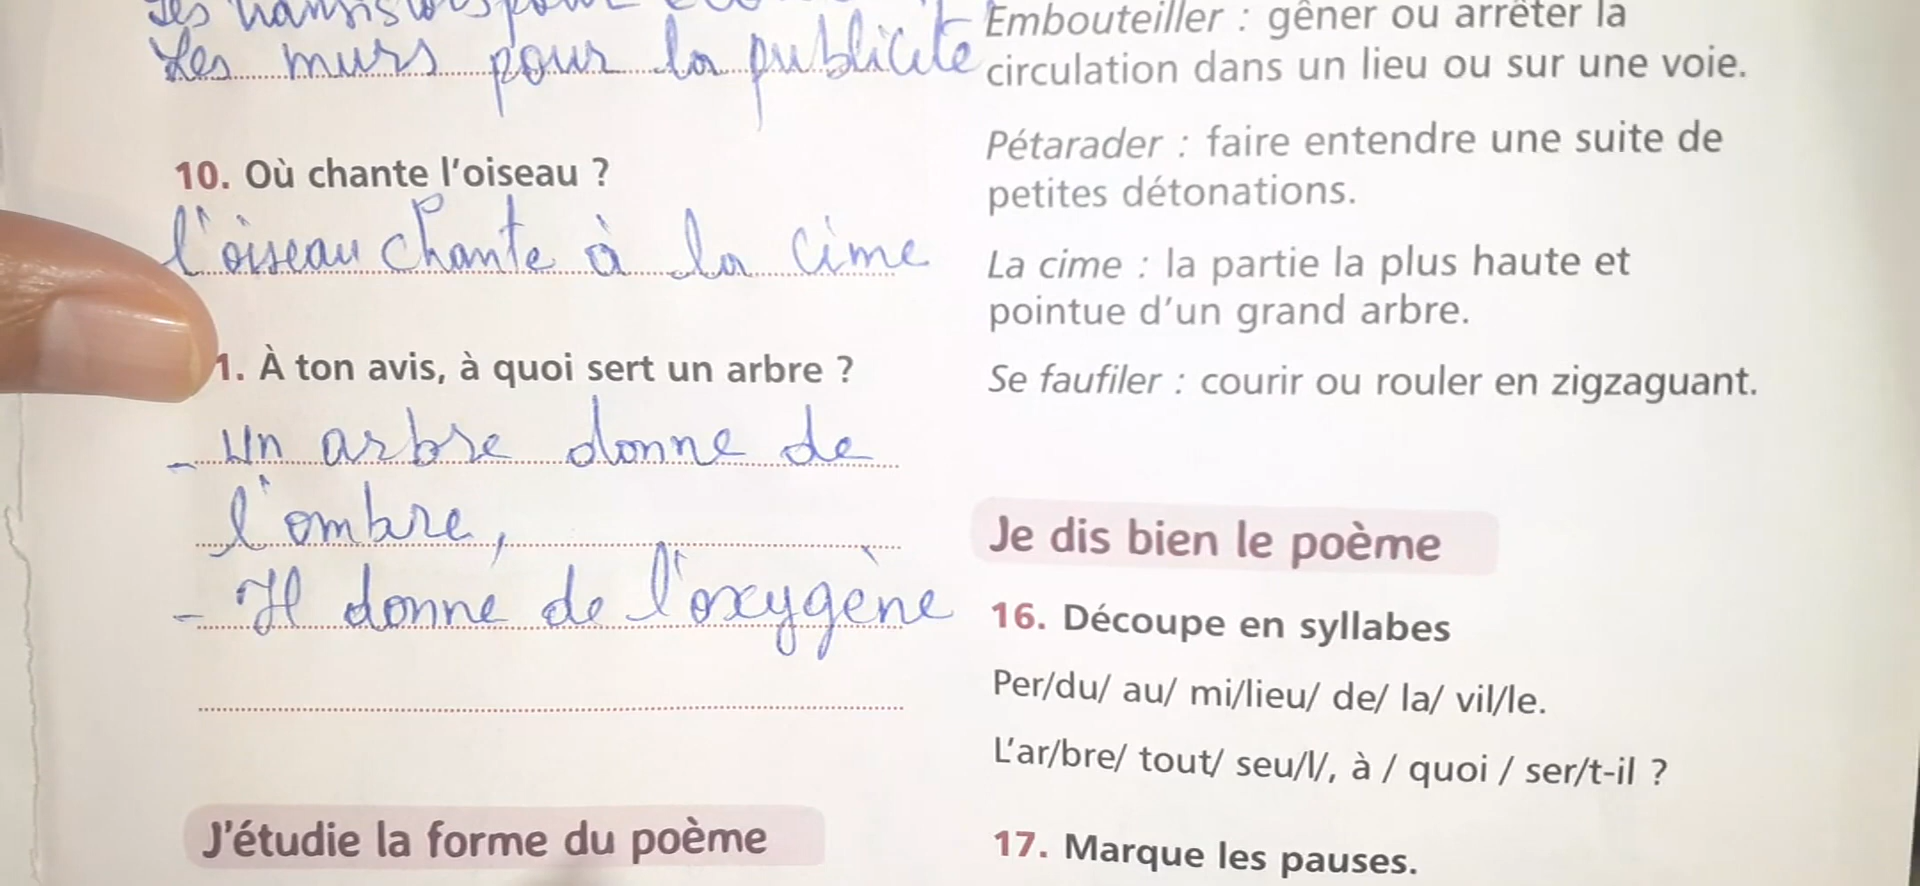 Les murs pour la publicité
10. Où chante l'oiseau ?
l'oiseau chante à la cime
1. À ton avis, à quoi sert un arbre ?
- Un arbre donne de
l'ombre,
- Il donne de l'oxygène
J'étudie la forme du poème
Embouteiller : gêner ou arrêter la
circulation dans un lieu ou sur une voie.
Pétarader : faire entendre une suite de
petites détonations.
La cime : la partie la plus haute et
pointue d'un grand arbre.
Se faufiler : courir ou rouler en zigzaguant.
Je dis bien le poème
16. Découpe en syllabes
Per/du/ au/ mi/lieu/ de/ la/ vil/le.
L'ar/bre/ tout/ seu/l/, à / quoi / ser/t-il ?
17. Marque les pauses.